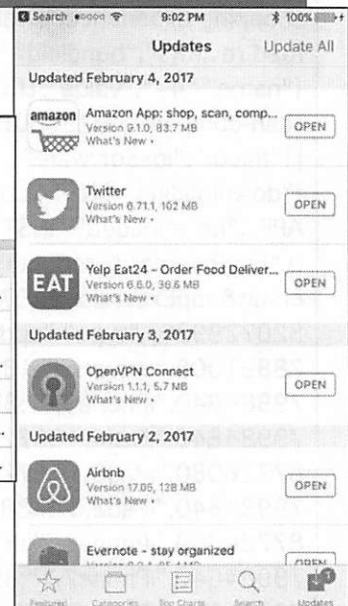 Search 9:02 PM 100%
Updates Update All
Updated February 4, 2017
amazon
Amazon App: shop, scan, comp...
Version 9.1.0, 83.7 MB
What's New
OPEN
Twitter
Version 6.71.1, 102 MB
What's New
OPEN
EAT
Yelp Eat24 - Order Food Deliver...
Version 6.6.0, 36.6 MB
What's New
OPEN
Updated February 3, 2017
OpenVPN Connect
Version 1.1.1, 5.7 MB
What's New
OPEN
Updated February 2, 2017
Airbnb
Version 17.05, 128 MB
What's New
OPEN
Evernote - stay organized
OPEN
Featured Categories Top Charts Search Updates